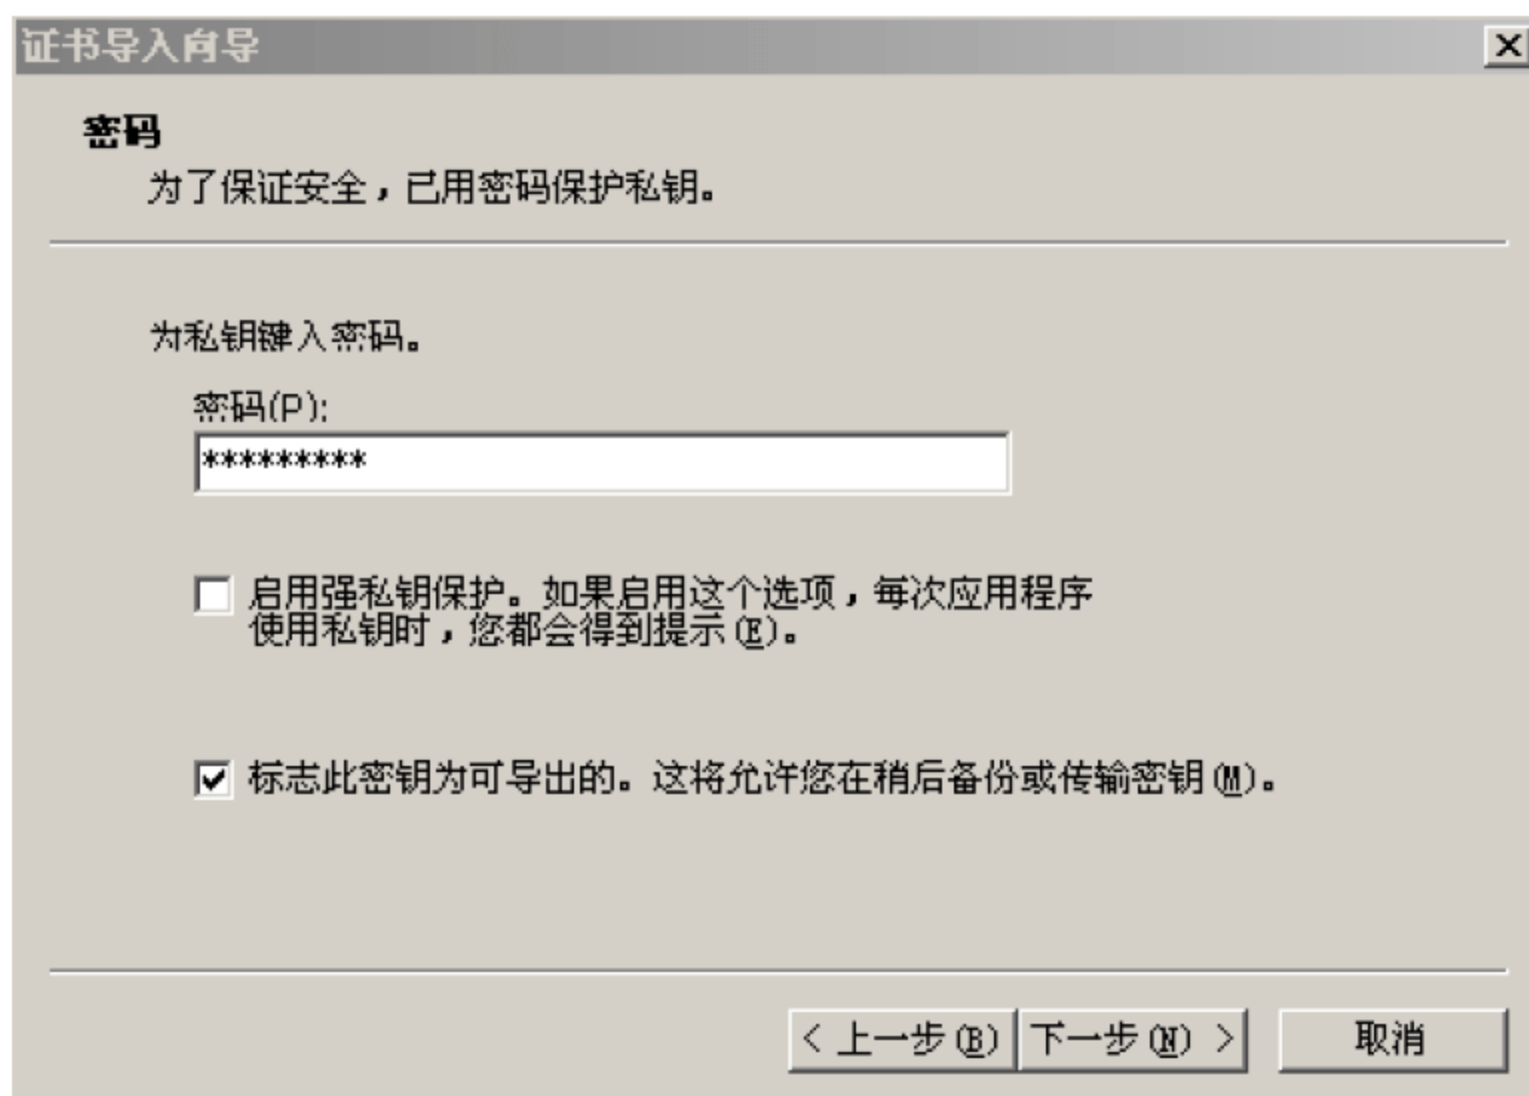 证书导入向导
密码
为了保证安全，已用密码保护私钥。
为私钥键入密码。
密码(P):
*********
启用强私钥保护。如果启用这个选项，每次应用程序
使用私钥时，您都会得到提示(E)。
标志此密钥为可导出的。这将允许您在稍后备份或传输密钥(M)。
< 上一步(B) 下一步(N) > 取消